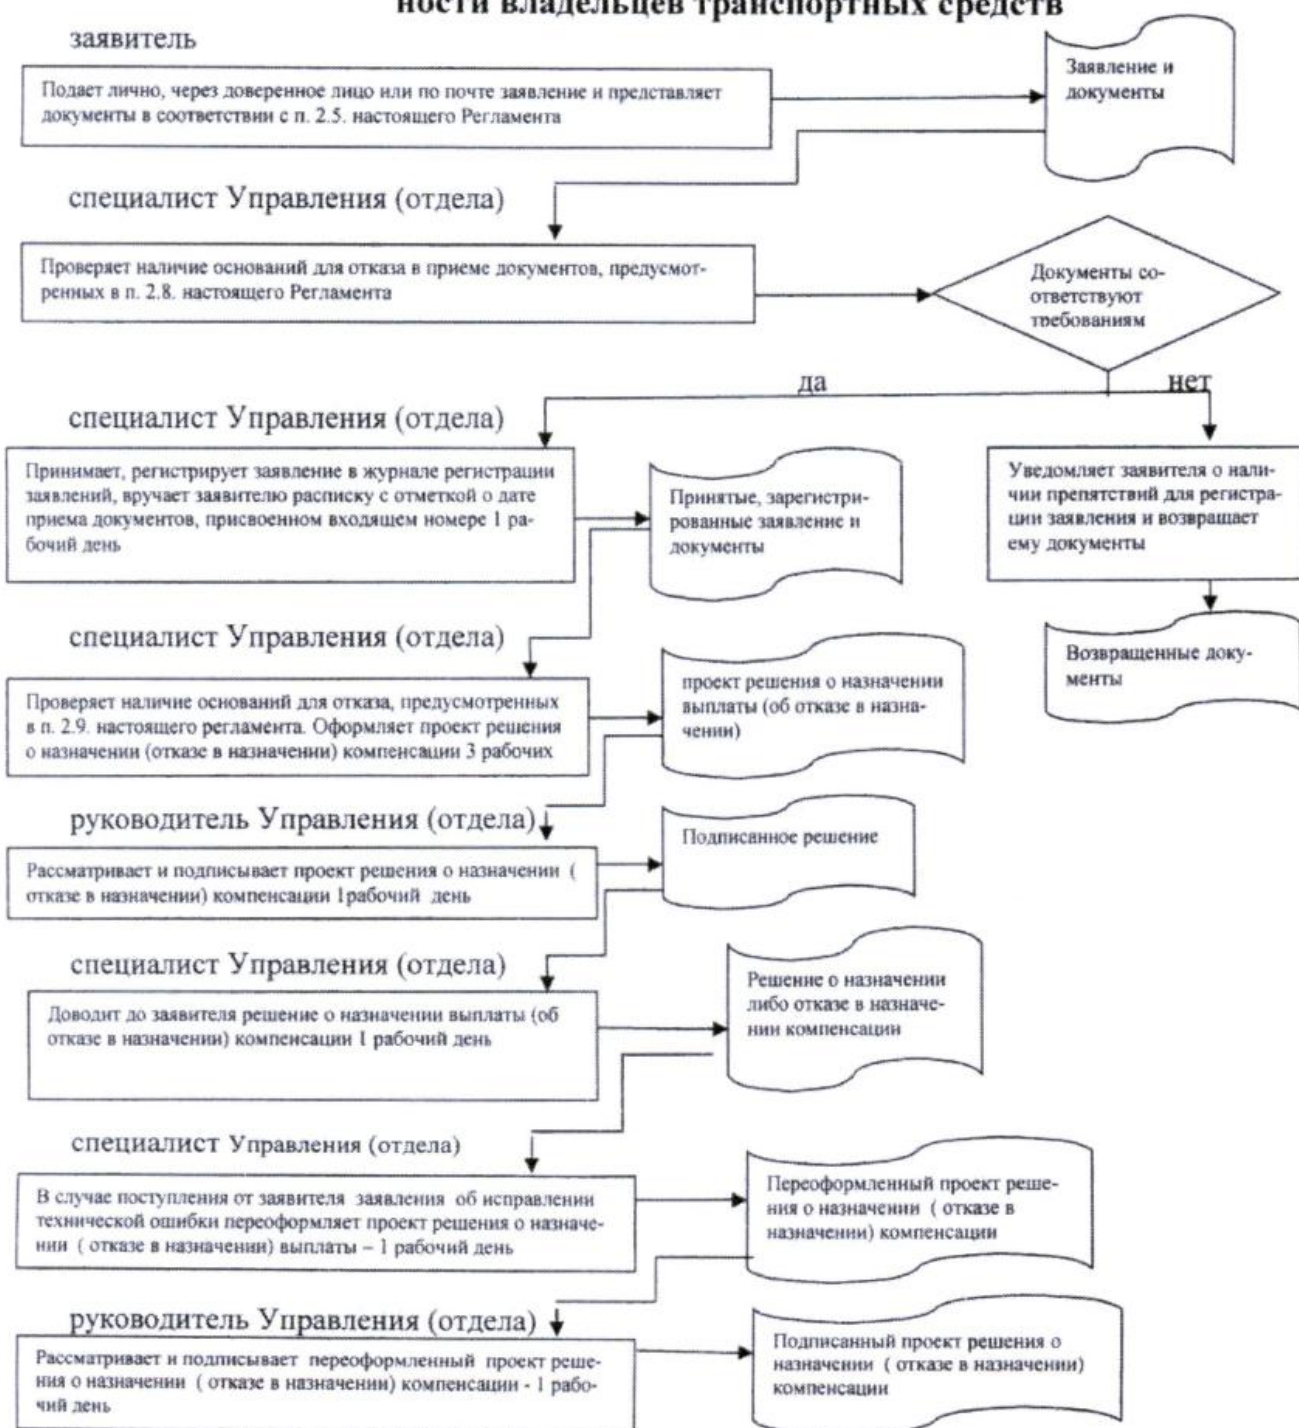 ности владельцев транспортных средств
заявитель
Подает лично, через доверенное лицо или по почте заявление и представляет
документы в соответствии с п. 2.5. настоящего Регламента
Заявление и
документы
специалист Управления (отдела)
Проверяет наличие оснований для отказа в приеме документов, предусмот-
ренных в п. 2.8. настоящего Регламента
Документы со-
ответствуют
требованиям
да
нет
специалист Управления (отдела)
Принимает, регистрирует заявление в журнале регистрации
заявлений, вручает заявителю расписку с отметкой о дате
приема документов, присвоенном входящем номере 1 ра-
бочий день
Принятые, зарегистри-
рованные заявление и
документы
Уведомляет заявителя о нали-
чии препятствий для регистра-
ции заявления и возвращает
ему документы
Возвращенные доку-
менты
специалист Управления (отдела)
Проверяет наличие оснований для отказа, предусмотренных
в п. 2.9. настоящего регламента. Оформляет проект решения
о назначении (отказе в назначении) компенсации 3 рабочих
проект решения о назначении
выплаты (об отказе в назна-
чении)
руководитель Управления (отдела)
Рассматривает и подписывает проект решения о назначении (
отказе в назначении) компенсации 1рабочий день
Подписанное решение
специалист Управления (отдела)
Доводит до заявителя решение о назначении выплаты (об
отказе в назначении) компенсации 1 рабочий день
Решение о назначении
либо отказе в назначе-
нии компенсации
специалист Управления (отдела)
В случае поступления от заявителя заявления об исправлении
технической ошибки переоформляет проект решения о назначе-
нии ( отказе в назначении) выплаты – 1 рабочий день
Переоформленный проект реше-
ния о назначении ( отказе в
назначении) компенсации
руководитель Управления (отдела)
Рассматривает и подписывает переоформленный проект реше-
ния о назначении ( отказе в назначении) компенсации - 1 рабо-
чий день
Подписанный проект решения о
назначении ( отказе в назначении)
компенсации